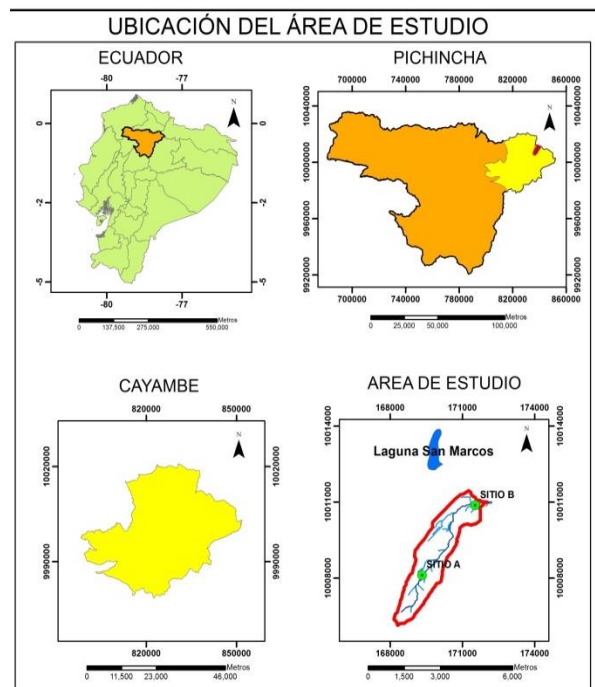 UBICACIÓN DEL ÁREA DE ESTUDIO
ECUADOR
-80 -77
N
0 0
-2 -2
-5 -5
-80 -77
Metros
0 137,500 275,000 550,000
PICHINCHA
700000 740000 780000 820000 860000
N
10040000 10040000
10000000 10000000
9960000 9960000
9920000 9920000
700000 740000 780000 820000 860000
Metros
0 25,000 50,000 100,000
CAYAMBE
820000 850000
N
10020000 10020000
9990000 9990000
820000 850000
Metros
0 11,500 23,000 46,000
AREA DE ESTUDIO
168000 171000 174000
N
10014000 10014000
Laguna San Marcos
SITIO B
10011000 10011000
SITIO A
10008000 10008000
168000 171000 174000
Metros
0 1,500 3,000 6,000